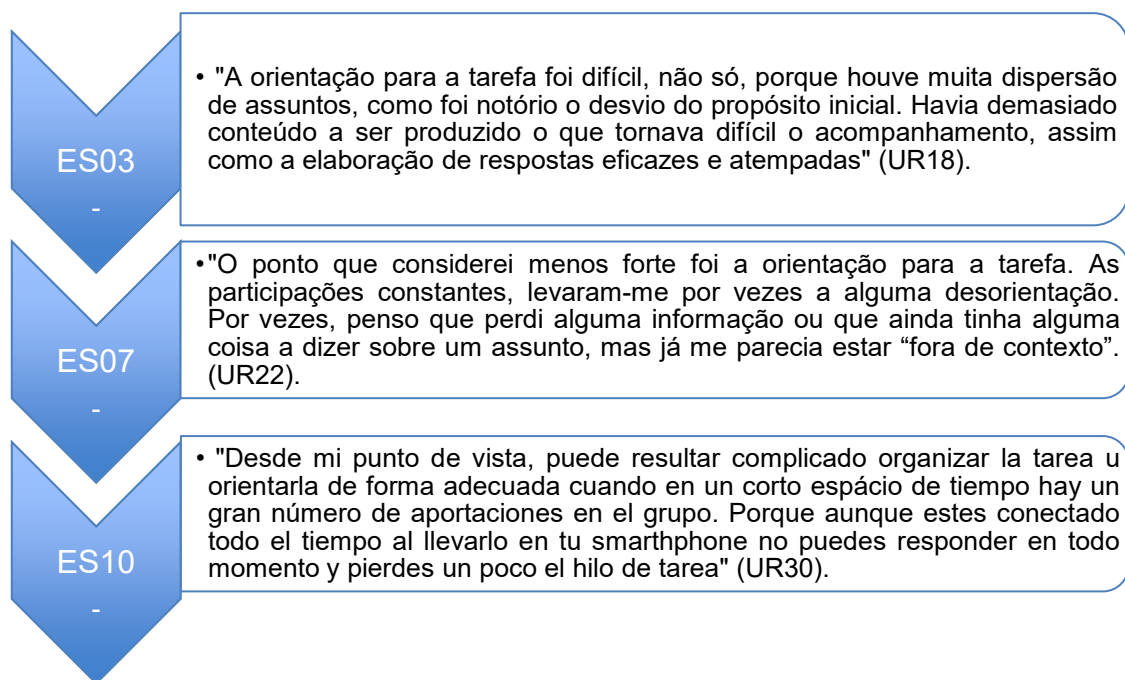 ES03
-
• "A orientação para a tarefa foi difícil, não só, porque houve muita dispersão
de assuntos, como foi notório o desvio do propósito inicial. Havia demasiado
conteúdo a ser produzido o que tornava difícil o acompanhamento, assim
como a elaboração de respostas eficazes e atempadas" (UR18).
ES07
-
•"O ponto que considerei menos forte foi a orientação para a tarefa. As
participações constantes, levaram-me por vezes a alguma desorientação.
Por vezes, penso que perdi alguma informação ou que ainda tinha alguma
coisa a dizer sobre um assunto, mas já me parecia estar “fora de contexto”.
(UR22).
ES10
-
• "Desde mi punto de vista, puede resultar complicado organizar la tarea u
orientarla de forma adecuada cuando en un corto espácio de tiempo hay un
gran número de aportaciones en el grupo. Porque aunque estes conectado
todo el tiempo al llevarlo en tu smarthphone no puedes responder en todo
momento y pierdes un poco el hilo de tarea" (UR30).